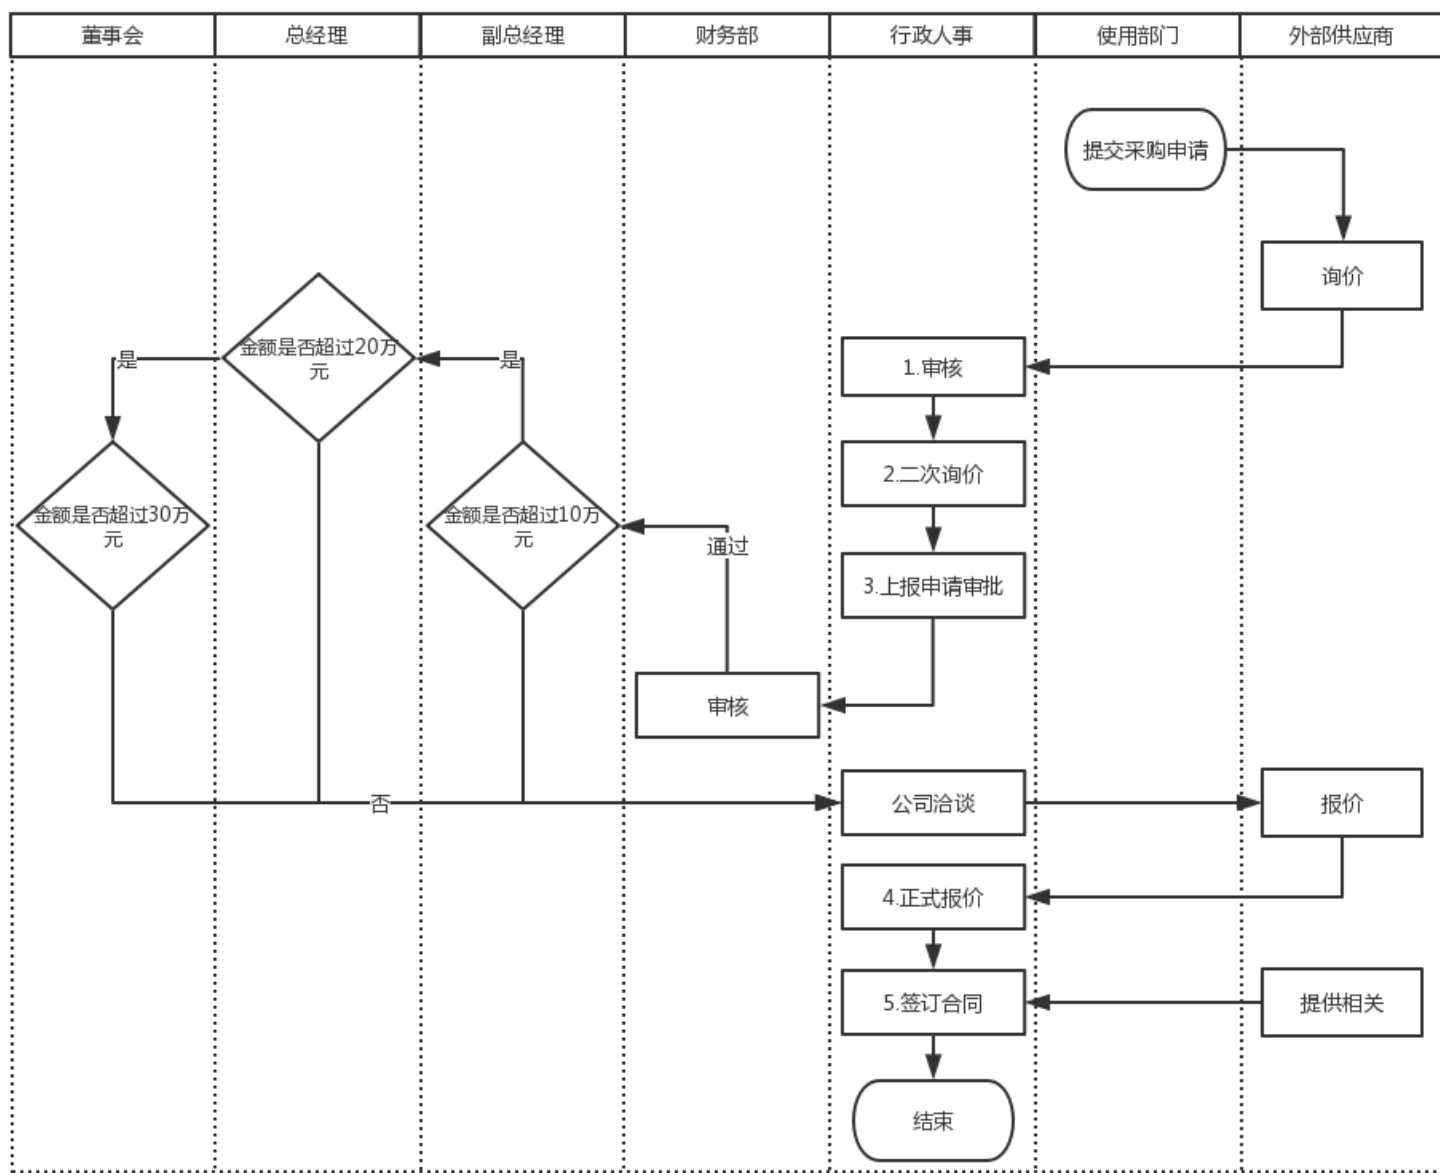 董事会
总经理
副总经理
财务部
行政人事
使用部门
外部供应商
提交采购申请
询价
金额是否超过20万
元
是
是
1.审核
2.二次询价
金额是否超过30万
元
金额是否超过10万
元
通过
3.上报申请审批
审核
否
公司洽谈
报价
4.正式报价
5.签订合同
提供相关
结束